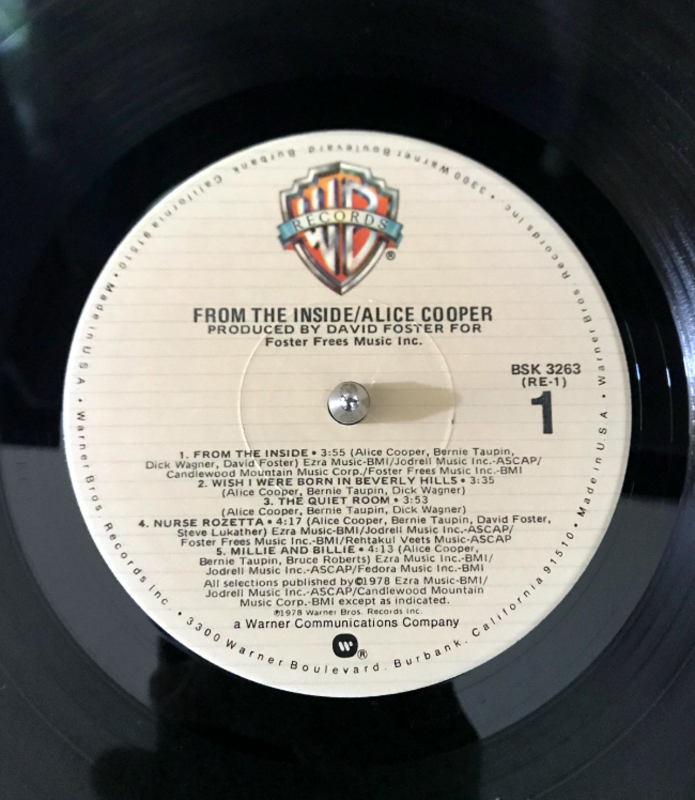 RECORDS
®
FROM THE INSIDE/ALICE COOPER
PRODUCED BY DAVID FOSTER FOR
Foster Frees Music Inc.
BSK 3263
(RE-1)
1
1. FROM THE INSIDE • 3:55 (Alice Cooper, Bernie Taupin,
Dick Wagner, David Foster) Ezra Music-BMI/Jodrell Music Inc.-ASCAP/
Candlewood Mountain Music Corp./Foster Frees Music Inc.-BMI
2. WISH I WERE BORN IN BEVERLY HILLS • 3:35
(Alice Cooper, Bernie Taupin, Dick Wagner)
3. THE QUIET ROOM • 3:53
(Alice Cooper, Bernie Taupin, Dick Wagner)
4. NURSE ROZETTA • 4:17 (Alice Cooper, Bernie Taupin, David Foster,
Steve Lukather) Ezra Music-BMI/Jodrell Music Inc.-ASCAP/
Foster Frees Music Inc.-BMI/Rehtakul Veets Music-ASCAP
5. MILLIE AND BILLIE • 4:13 (Alice Cooper,
Bernie Taupin, Bruce Roberts) Ezra Music Inc.-BMI/
Jodrell Music Inc.-ASCAP/Fedora Music Inc.-BMI
All selections published by ©1978 Ezra Music-BMI/
Jodrell Music Inc.-ASCAP/Candlewood Mountain
Music Corp.-BMI except as indicated.
℗1978 Warner Bros. Records Inc.
a Warner Communications Company
®
Warner Bros. Records Inc. • 3300 Warner Boulevard. Burbank, California 91510 • Made in U.S.A. • Warner Bros. Records Inc. • 3300 Warner Boulevard Burbank, California 91510 • Made in U.S.A. •